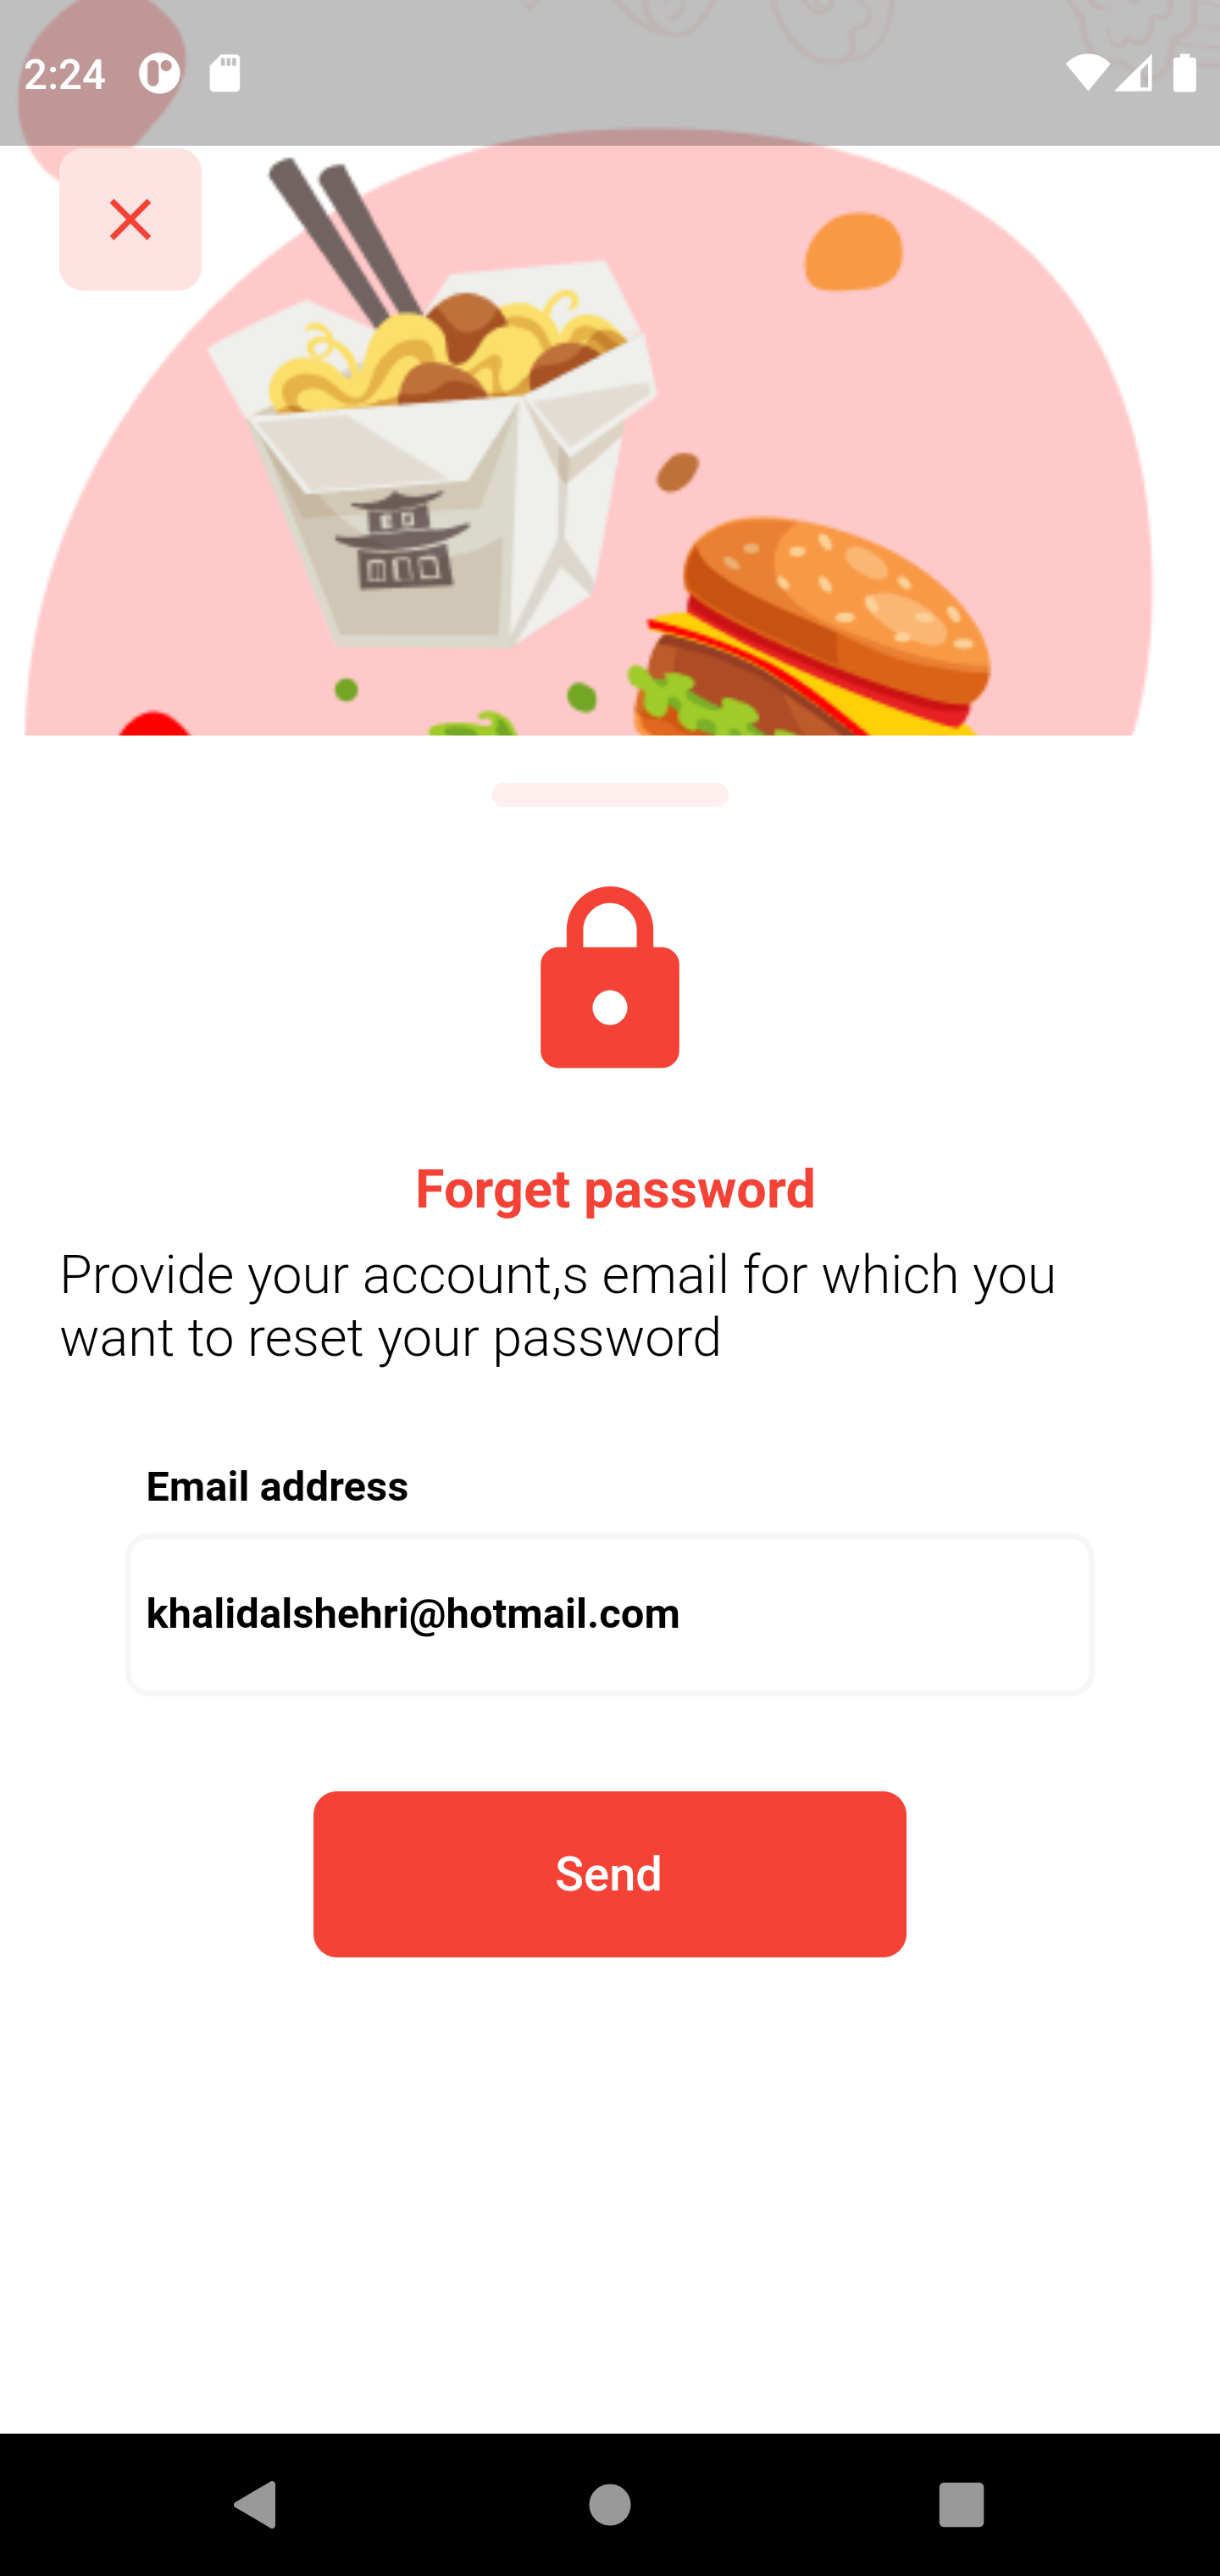 2:24
Forget password
Provide your account,s email for which you
want to reset your password
Email address
khalidalshehri@hotmail.com
Send